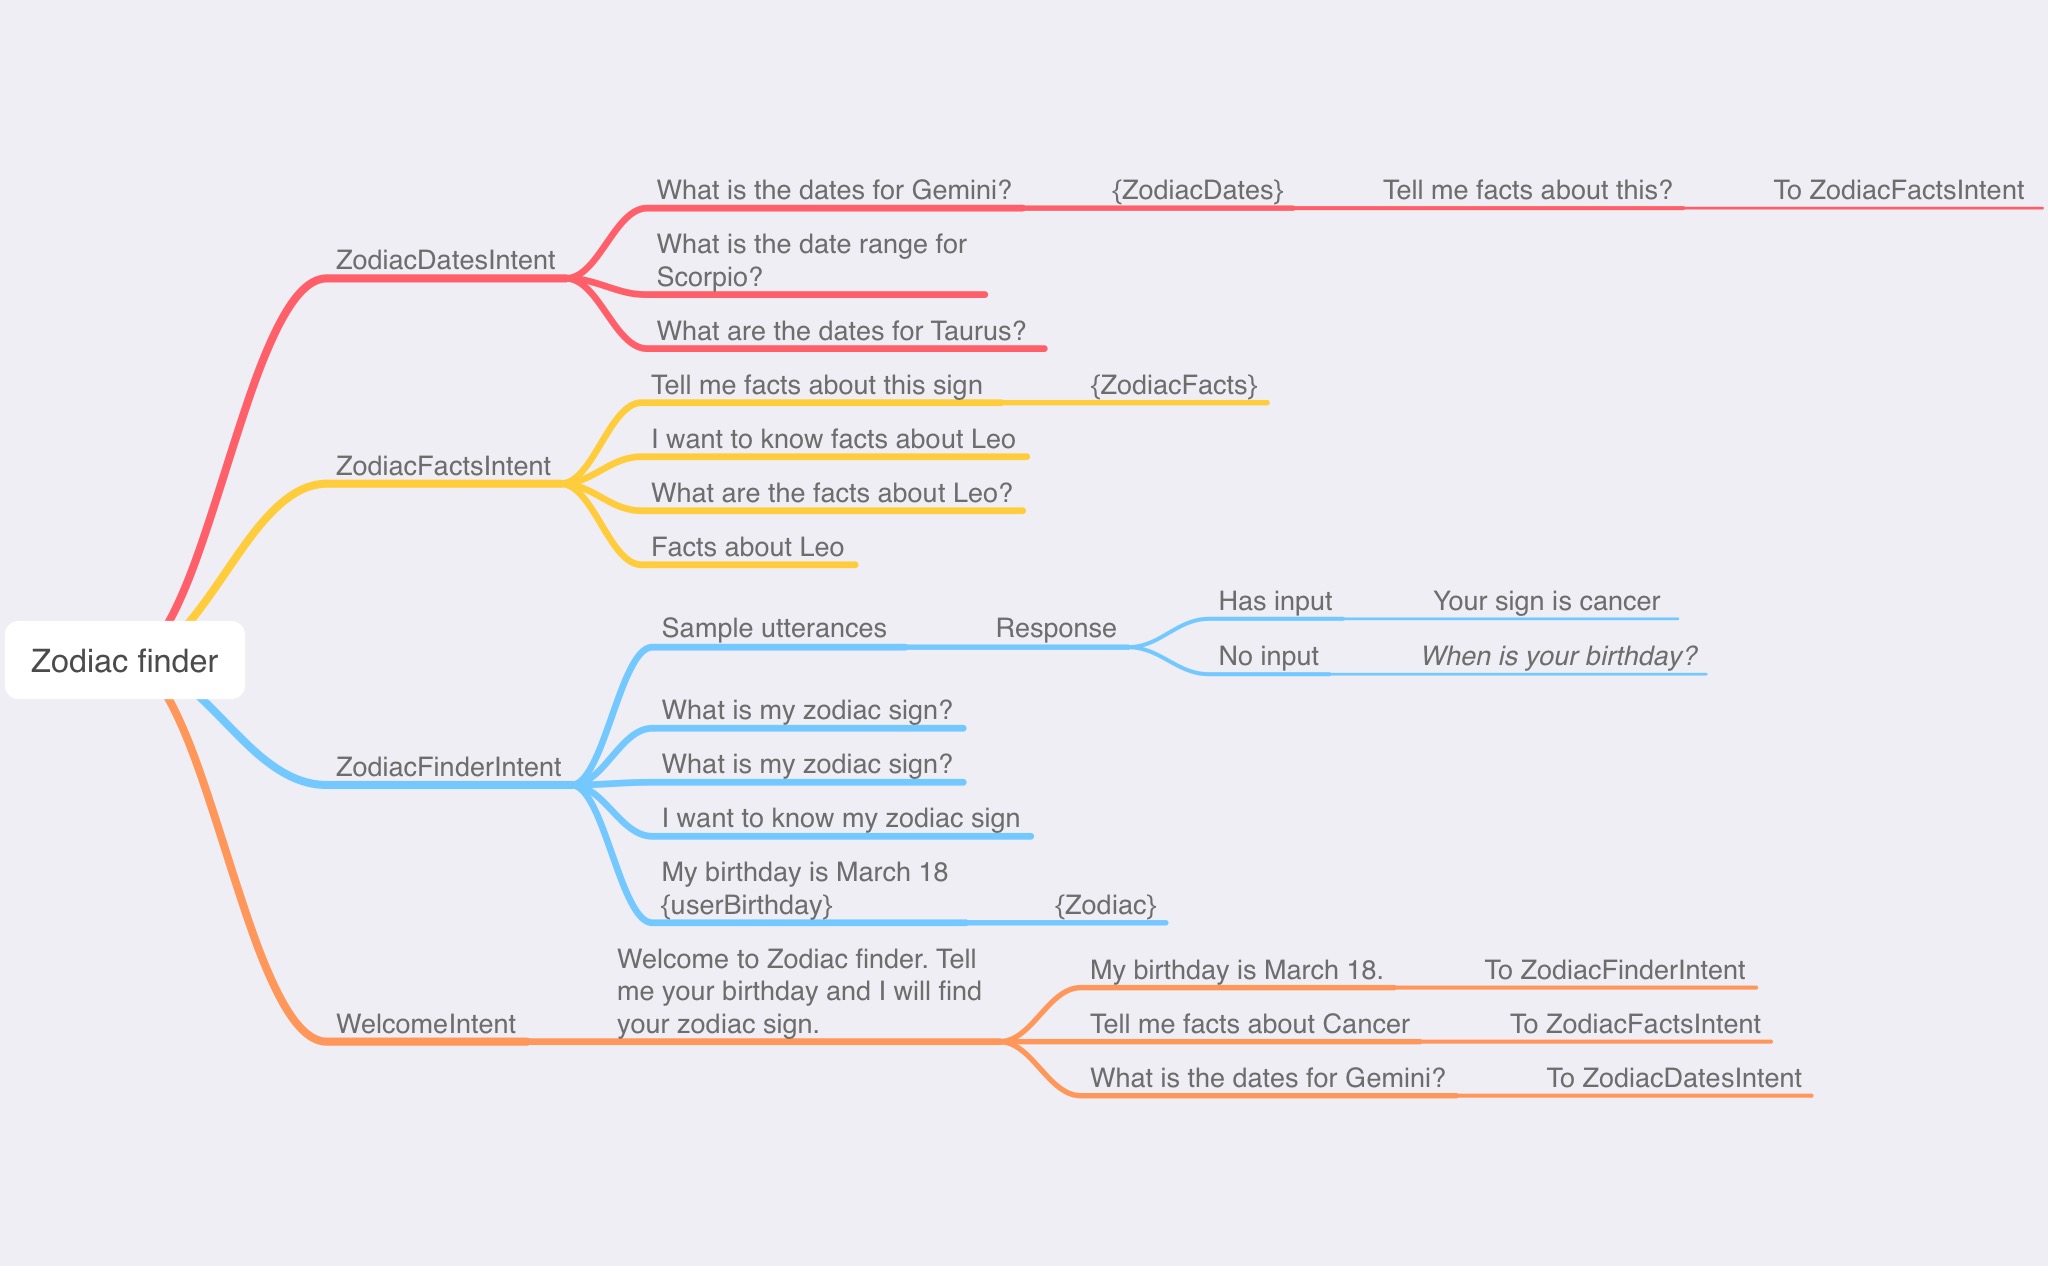 What is the dates for Gemini? {ZodiacDates} Tell me facts about this? To ZodiacFactsIntent
What is the date range for
Scorpio?
ZodiacDatesIntent
What are the dates for Taurus?
Tell me facts about this sign {ZodiacFacts}
I want to know facts about Leo
ZodiacFactsIntent
What are the facts about Leo?
Facts about Leo
Zodiac finder
Sample utterances Response
Has input Your sign is cancer
No input When is your birthday?
What is my zodiac sign?
ZodiacFinderIntent
What is my zodiac sign?
I want to know my zodiac sign
My birthday is March 18
{userBirthday} {Zodiac}
WelcomeIntent
Welcome to Zodiac finder. Tell
me your birthday and I will find
your zodiac sign.
My birthday is March 18. To ZodiacFinderIntent
Tell me facts about Cancer To ZodiacFactsIntent
What is the dates for Gemini? To ZodiacDatesIntent